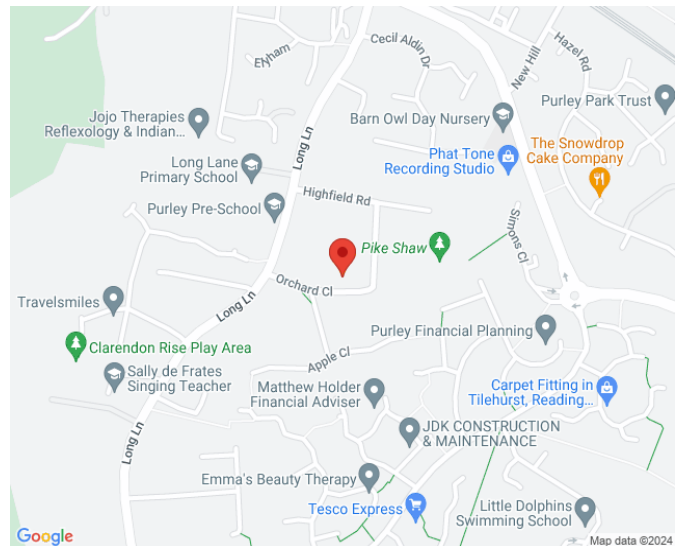 Elyham
Cecil Aldin Dr
New Hill
Hazel Rd
Purley Park Trust
Jojo Therapies
Reflexology & Indian...
Barn Owl Day Nursery
The Snowdrop
Cake Company
Long Ln
Long Lane
Primary School
Phat Tone
Recording Studio
Highfield Rd
Purley Pre-School
Simons Cl
Pike Shaw
Orchard Cl
Long Ln
Travelsmiles
Purley Financial Planning
Clarendon Rise Play Area
Apple Cl
Sally de Frates
Singing Teacher
Matthew Holder
Financial Adviser
Carpet Fitting in
Tilehurst, Reading...
JDK CONSTRUCTION
& MAINTENANCE
Long Ln
Emma's Beauty Therapy
Tesco Express
Little Dolphins
Swimming School
Google
Map data ©2024